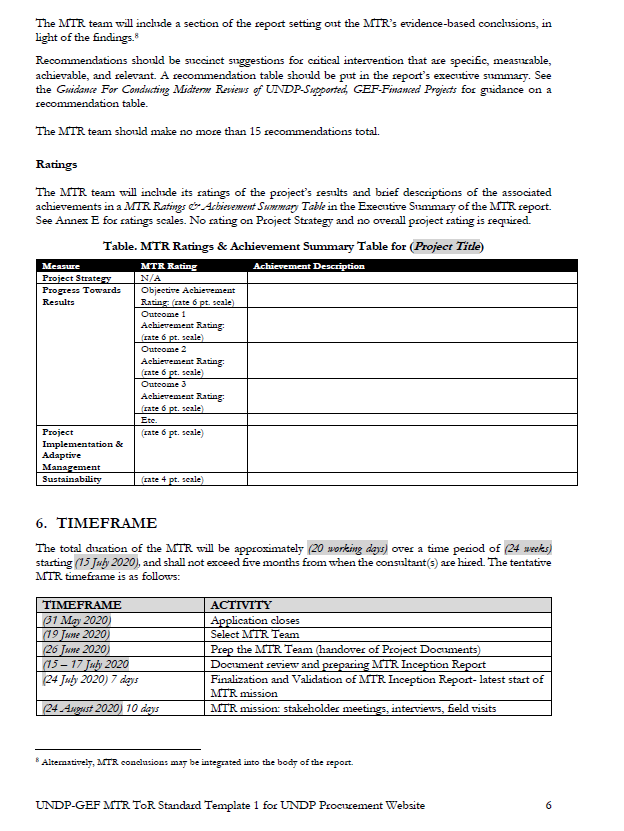 The MTR team will include a section of the report setting out the MTR's evidence-based conclusions, in
light of the findings.⁸
Recommendations should be succinct suggestions for critical intervention that are specific, measurable,
achievable, and relevant. A recommendation table should be put in the report's executive summary. See
the Guidance For Conducting Midterm Reviews of UNDP-Supported, GEF-Financed Projects for guidance on a
recommendation table.
The MTR team should make no more than 15 recommendations total.
Ratings
The MTR team will include its ratings of the project's results and brief descriptions of the associated
achievements in a MTR Ratings & Achievement Summary Table in the Executive Summary of the MTR report.
See Annex E for ratings scales. No rating on Project Strategy and no overall project rating is required.
Table. MTR Ratings & Achievement Summary Table for (Project Title)
Measure MTR Rating Achievement Description
Project Strategy N/A
Progress Towards Objective Achievement
Results Rating: (rate 6 pt. scale)
Outcome 1
Achievement Rating:
(rate 6 pt. scale)
Outcome 2
Achievement Rating:
(rate 6 pt. scale)
Outcome 3
Achievement Rating:
(rate 6 pt. scale)
Etc.
Project (rate 6 pt. scale)
Implementation &
Adaptive
Management
Sustainability (rate 4 pt. scale)
6. TIMEFRAME
The total duration of the MTR will be approximately (20 working days) over a time period of (24 weeks)
starting (15 July 2020), and shall not exceed five months from when the consultant(s) are hired. The tentative
MTR timeframe is as follows:
TIMEFRAME ACTIVITY
(31 May 2020) Application closes
(19 June 2020) Select MTR Team
(26 June 2020) Prep the MTR Team (handover of Project Documents)
(15 – 17 July 2020 Document review and preparing MTR Inception Report
(24 July 2020) 7 days Finalization and Validation of MTR Inception Report- latest start of
MTR mission
(24 August 2020) 10 days MTR mission: stakeholder meetings, interviews, field visits
⁸ Alternatively, MTR conclusions may be integrated into the body of the report.
UNDP-GEF MTR ToR Standard Template 1 for UNDP Procurement Website 6